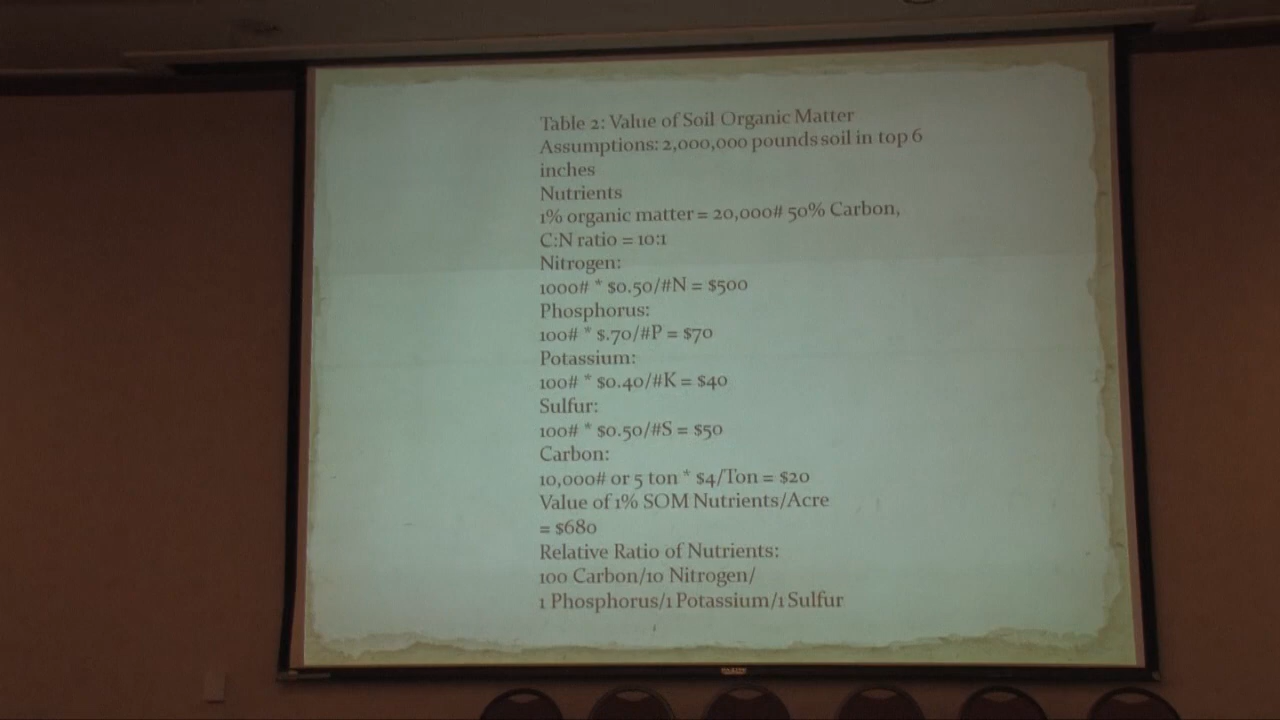 Table 2: Value of Soil Organic Matter
Assumptions: 2,000,000 pounds soil in top 6
inches
Nutrients
1% organic matter = 20,000# 50% Carbon,
C:N ratio = 10:1
Nitrogen:
1000# * $0.50/#N = $500
Phosphorus:
100# * $.70/#P = $70
Potassium:
100# * $0.40/#K = $40
Sulfur:
100# * $0.50/#S = $50
Carbon:
10,000# or 5 ton * $4/Ton = $20
Value of 1% SOM Nutrients/Acre
= $680
Relative Ratio of Nutrients:
100 Carbon/10 Nitrogen/
1 Phosphorus/1 Potassium/1 Sulfur